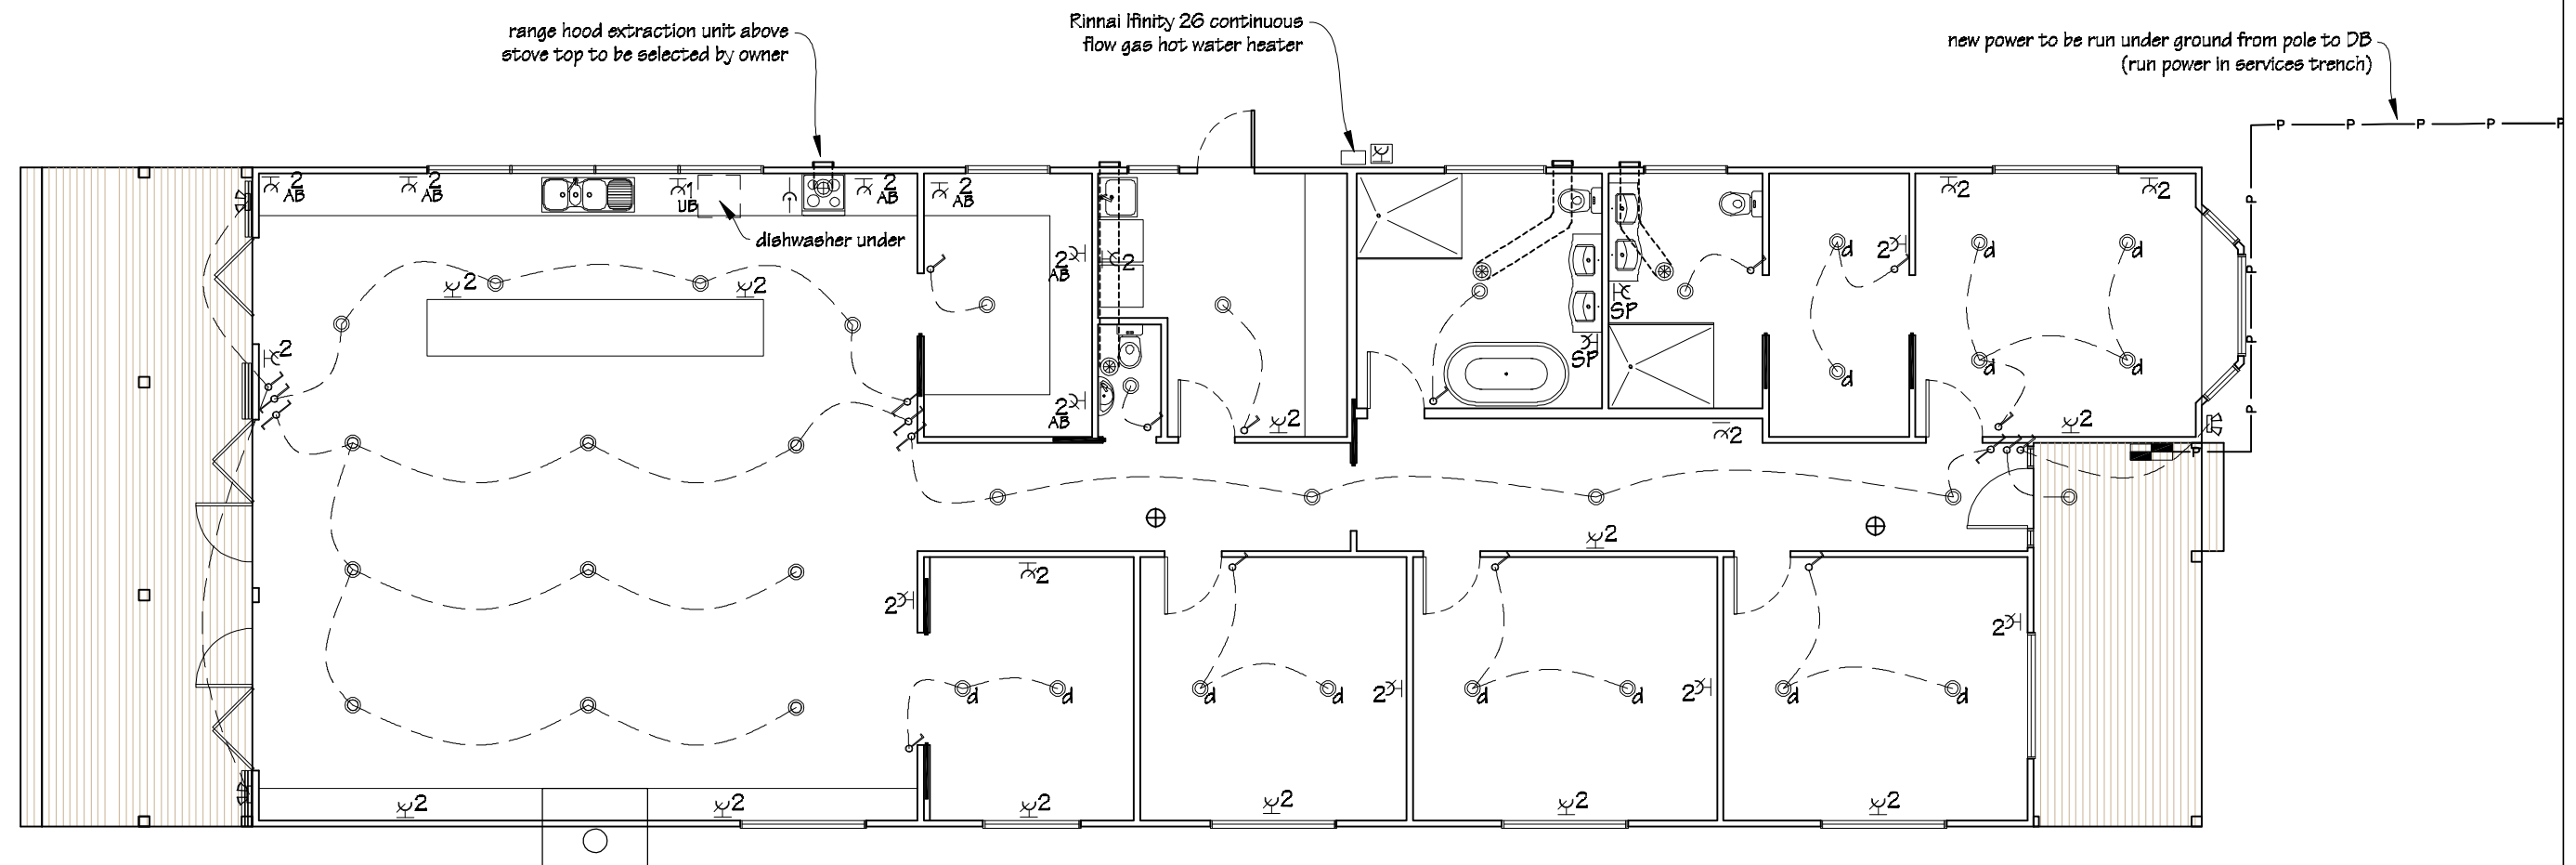 range hood extraction unit above
stove top to be selected by owner
Rinnai Ifinity 26 continuous
flow gas hot water heater
new power to be run under ground from pole to DB
(run power in services trench)
P P P P P
2
AB
2
AB
1
UB
2
AB
2
AB
2
2
P
dishwasher under
2
AB
2
d
2
d
d
P
2
2
SP
P
2
SP
d
d
d
2
AB
2
2
2
P
P
2
2
2
2
2
d
d
d
d
2
d
d
2
d
d
2
2
2
2
2
2